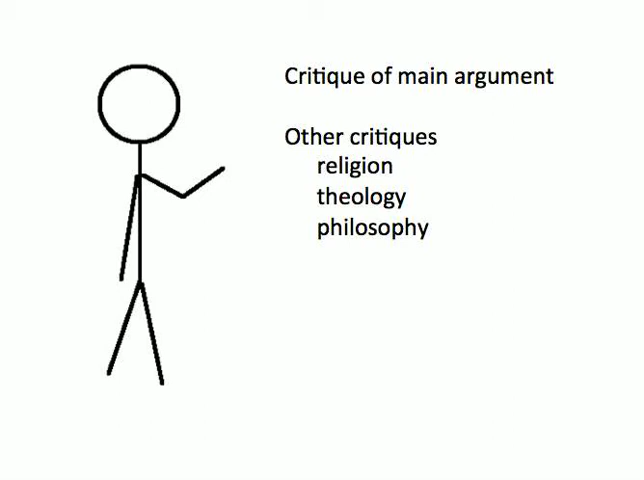 Critique of main argument
Other critiques
religion
theology
philosophy